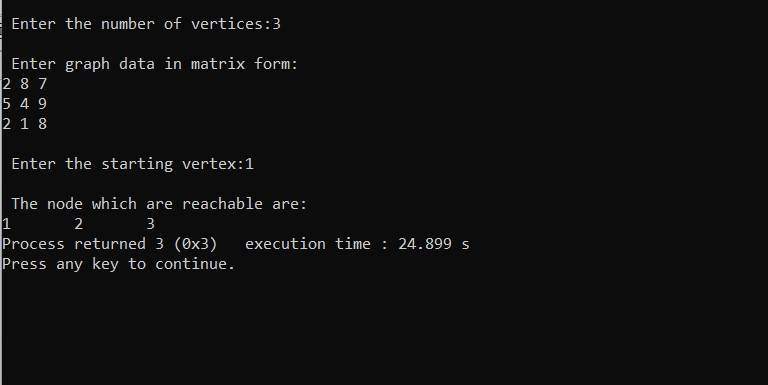 Enter the number of vertices:3
Enter graph data in matrix form:
2 8 7
5 4 9
2 1 8
Enter the starting vertex:1
The node which are reachable are:
1 2 3
Process returned 3 (0x3) execution time : 24.899 s
Press any key to continue.